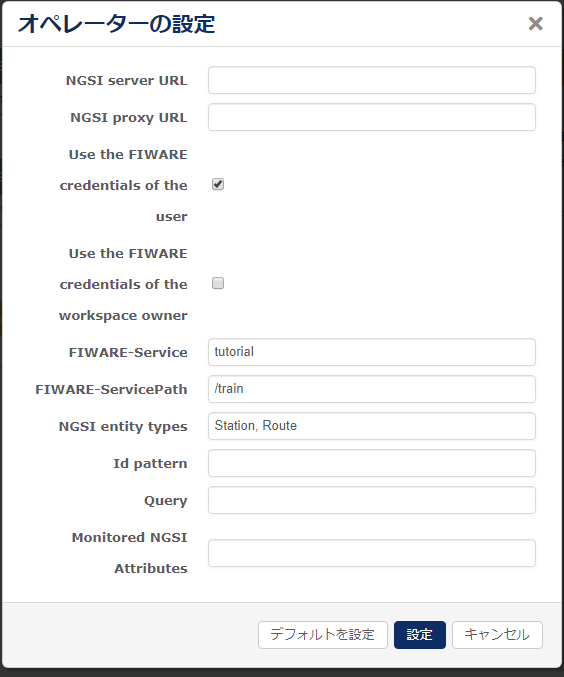 オペレーターの設定
×
NGSI server URL
NGSI proxy URL
Use the FIWARE
credentials of the
user
Use the FIWARE
credentials of the
workspace owner
FIWARE-Service
tutorial
FIWARE-ServicePath
/train
NGSI entity types
Station, Route
Id pattern
Query
Monitored NGSI
Attributes
デフォルトを設定
設定
キャンセル